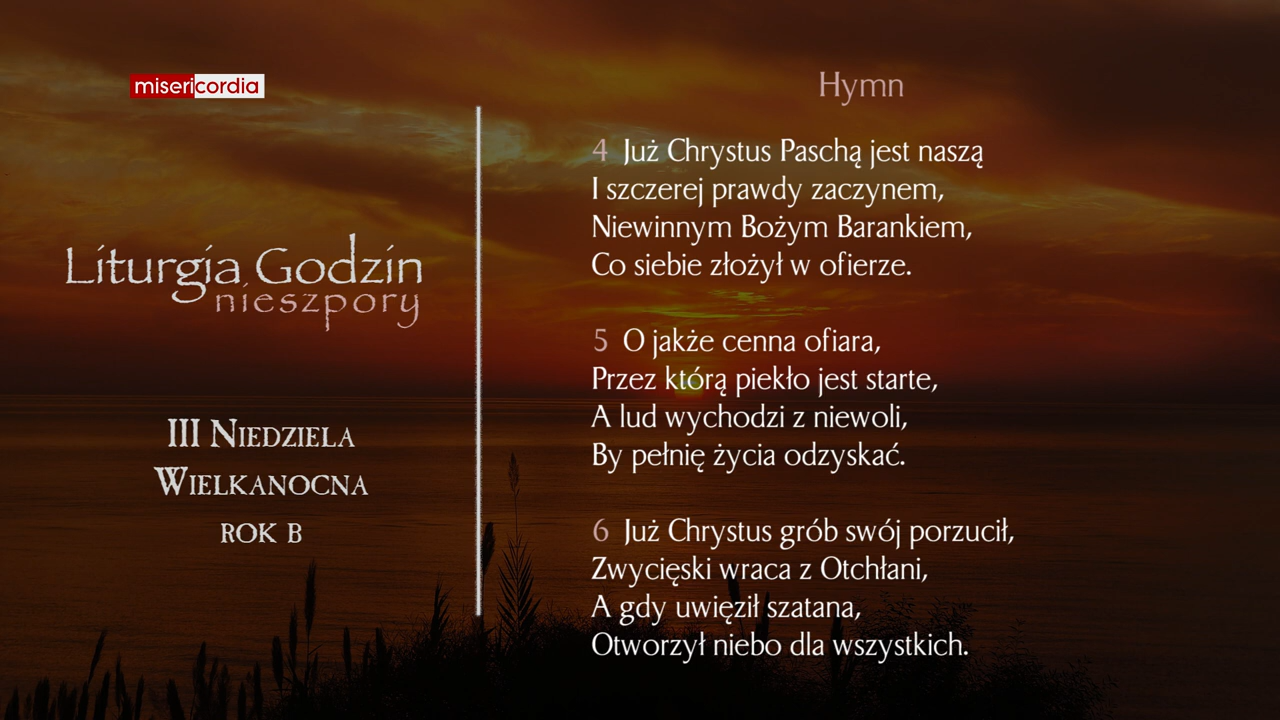 misericordia
Liturgia Godzin
nieszpory
III Niedziela
Wielkanocna
rok B
Hymn
4 Już Chrystus Paschą jest naszą
I szczerej prawdy zaczynem,
Niewinnym Bożym Barankiem,
Co siebie złożył w ofierze.
5 O jakże cenna ofiara,
Przez którą piekło jest starte,
A lud wychodzi z niewoli,
By pełnię życia odzyskać.
6 Już Chrystus grób swój porzucił,
Zwycięski wraca z Otchłani,
A gdy uwięził szatana,
Otworzył niebo dla wszystkich.